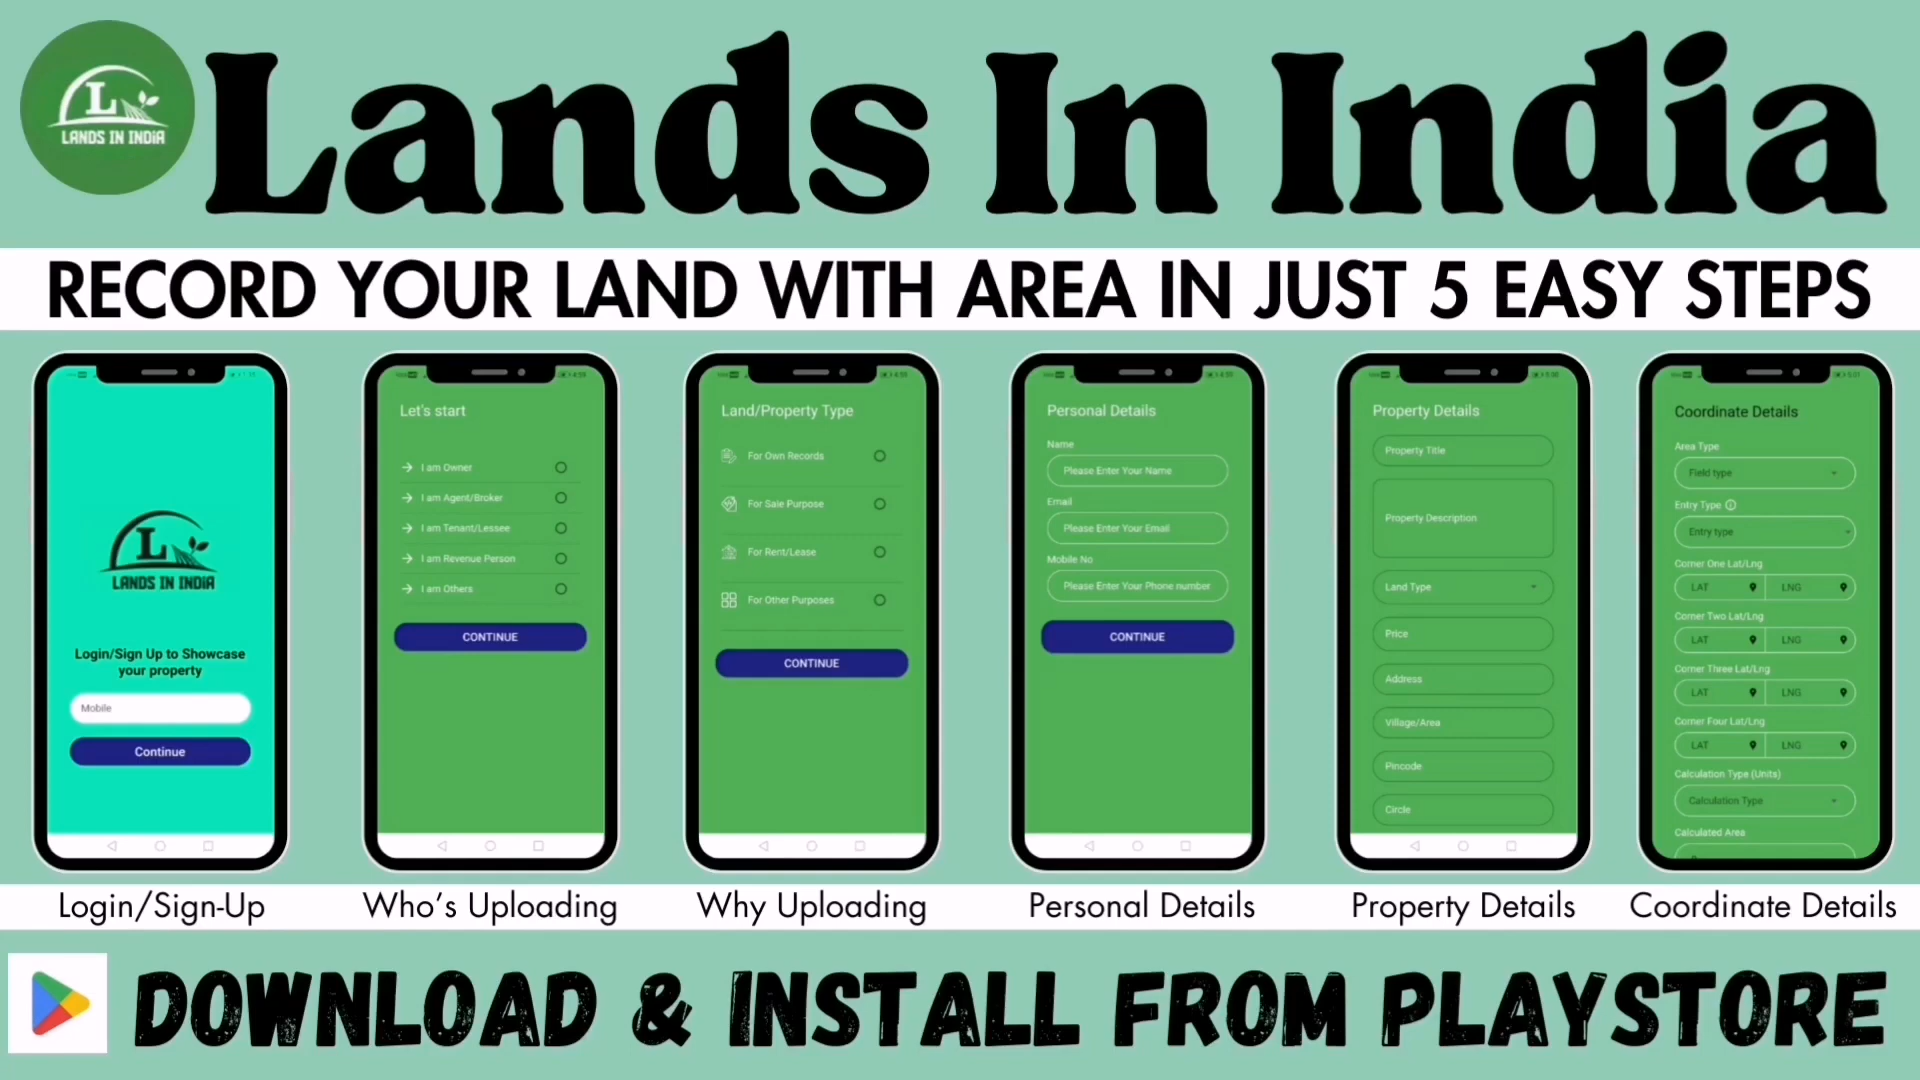 LANDS IN INDIA
Lands In India
RECORD YOUR LAND WITH AREA IN JUST 5 EASY STEPS
L
LANDS IN INDIA
Login/Sign Up to Showcase
your property
Mobile
Continue
Login/Sign-Up
Let's start
I am Owner
I am Agent/Broker
I am Tenant/Lessee
I am Revenue Person
I am Others
CONTINUE
Who's Uploading
Land/Property Type
For Own Records
For Sale Purpose
For Rent/Lease
For Other Purposes
CONTINUE
Why Uploading
Personal Details
Name
Please Enter Your Name
Email
Please Enter Your Email
Mobile No
Please Enter Your Phone number
CONTINUE
Personal Details
Property Details
Property Title
Property Description
Land Type
Price
Address
Village/Area
Pincode
Circle
Property Details
Coordinate Details
Area Type
Field type
Entry Type
Entry type
Corner One Lat/Lng
LAT LNG
Corner Two Lat/Lng
LAT LNG
Corner Three Lat/Lng
LAT LNG
Corner Four Lat/Lng
LAT LNG
Calculation Type (Units)
Calculation Type
Calculated Area
Coordinate Details
DOWNLOAD & INSTALL FROM PLAYSTORE